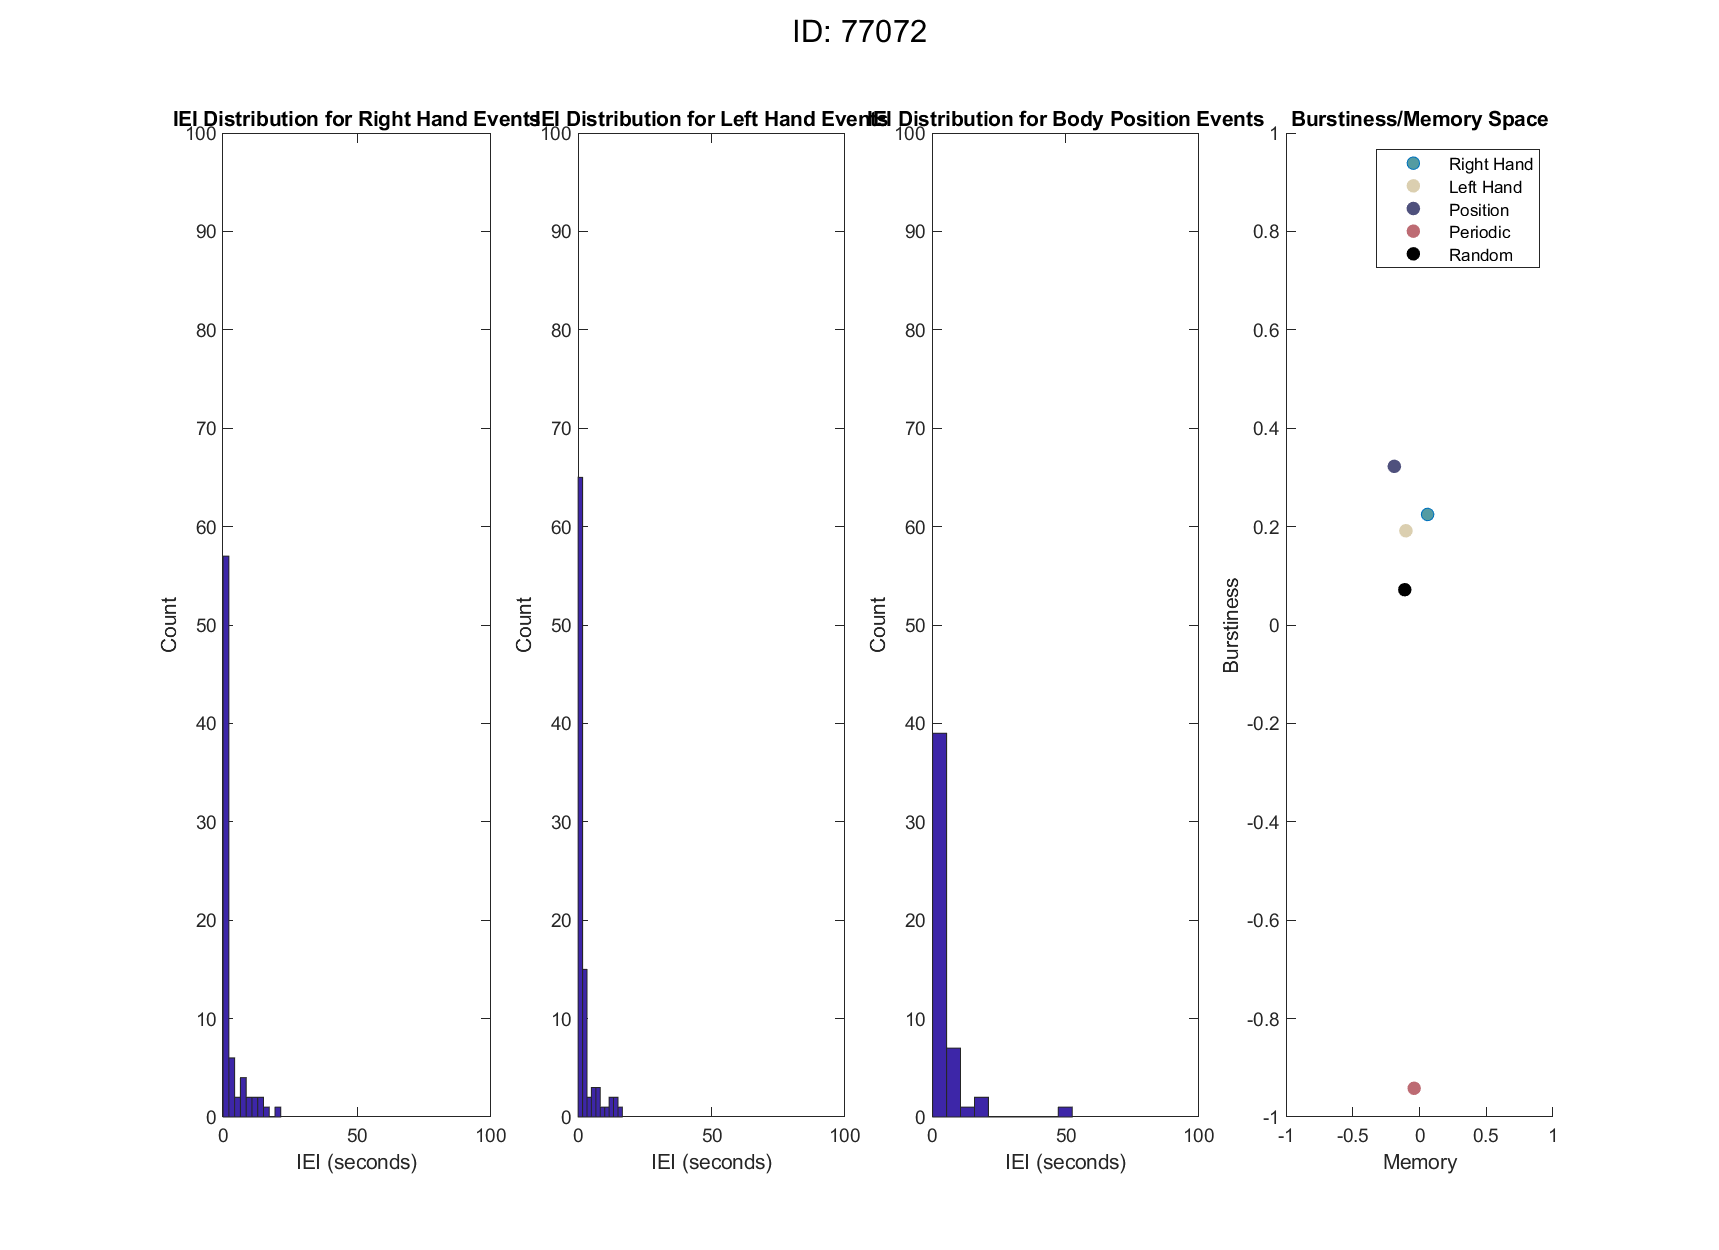 ID: 77072
IEI Distribution for Right Hand Events
100
90
80
70
60
50
40
30
20
10
0
0 50 100
Count
IEI (seconds)
IEI Distribution for Left Hand Events
100
90
80
70
60
50
40
30
20
10
0
0 50 100
Count
IEI (seconds)
IEI Distribution for Body Position Events
100
90
80
70
60
50
40
30
20
10
0
0 50 100
Count
IEI (seconds)
Burstiness/Memory Space
Right Hand
Left Hand
Position
Periodic
Random
1
0.8
0.6
0.4
0.2
0
-0.2
-0.4
-0.6
-0.8
-1
-1 -0.5 0 0.5 1
Burstiness
Memory